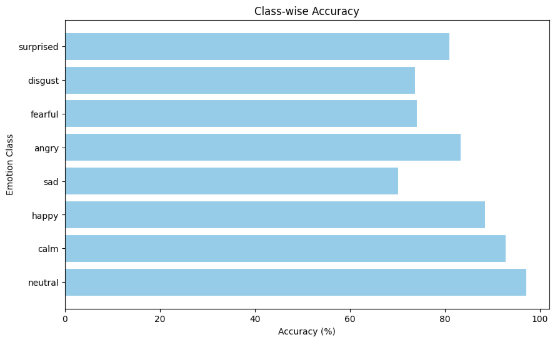 Class-wise Accuracy
surprised
disgust
fearful
angry
sad
happy
calm
neutral
Emotion Class
0 20 40 60 80 100
Accuracy (%)